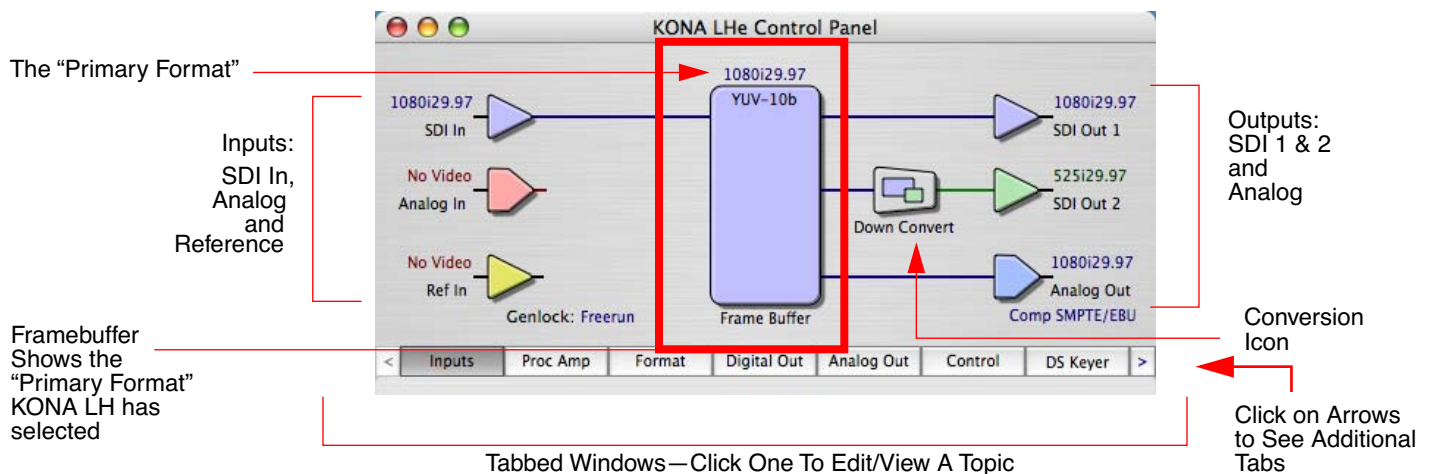 KONA LHe Control Panel
The “Primary Format”
1080i29.97
YUV-10b
1080i29.97
SDI In
1080i29.97
SDI Out 1
Inputs:
SDI In,
Analog
and
Reference
Outputs:
SDI 1 & 2
and
Analog
No Video
Analog In
525i29.97
SDI Out 2
Down Convert
No Video
Ref In
1080i29.97
Analog Out
Genlock: Freerun
Frame Buffer
Comp SMPTE/EBU
Conversion
Icon
Framebuffer
Shows the
“Primary Format”
KONA LH has
selected
< Inputs Proc Amp Format Digital Out Analog Out Control DS Keyer >
Click on Arrows
to See Additional
Tabs
Tabbed Windows—Click One To Edit/View A Topic